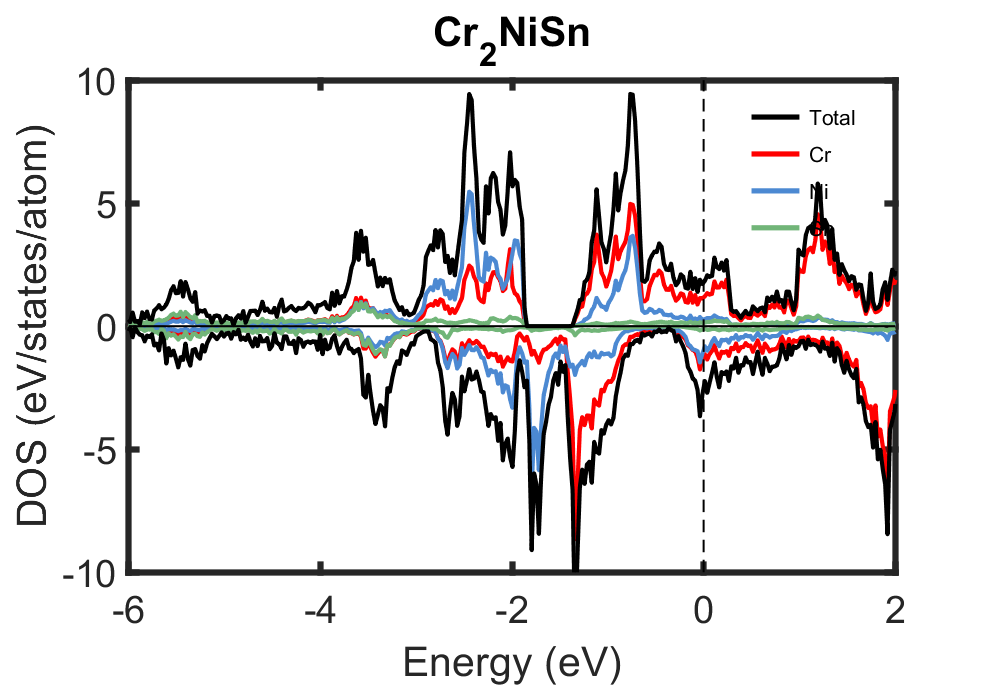 Cr2NiSn
10
5
0
-5
-10
DOS (eV/states/atom)
Total
Cr
Ni
-6
-4
-2
0
2
Energy (eV)